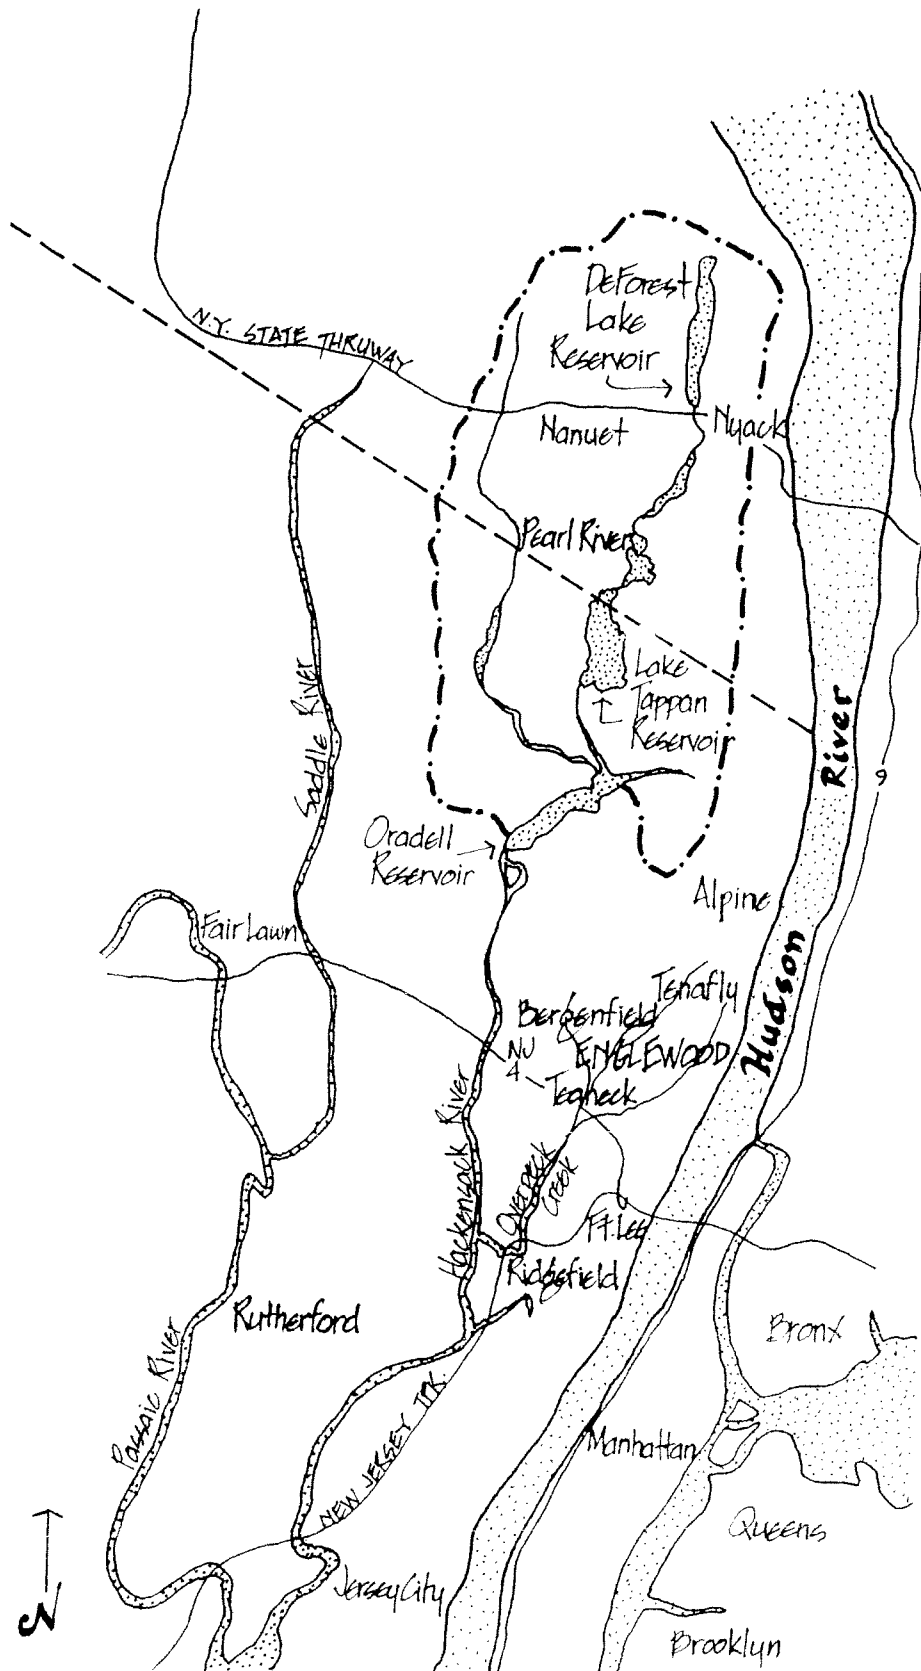 DeForest
Lake
Reservoir
N.Y. STATE THRUWAY
Nanuet
Nyack
Pearl River
Lake
Tappan
Reservoir
Saddle River
River
9
Oradell
Reservoir
Alpine
Fair Lawn
Hudson
Tenafly
Bergenfield
NJ
4
ENGLEWOOD
Teaneck
Hackensack River
Overpeck
Creek
Ft. Lee
Ridgefield
Rutherford
Bronx
Passaic River
NEW JERSEY TPK.
Manhattan
Queens
N
Jersey City
Brooklyn